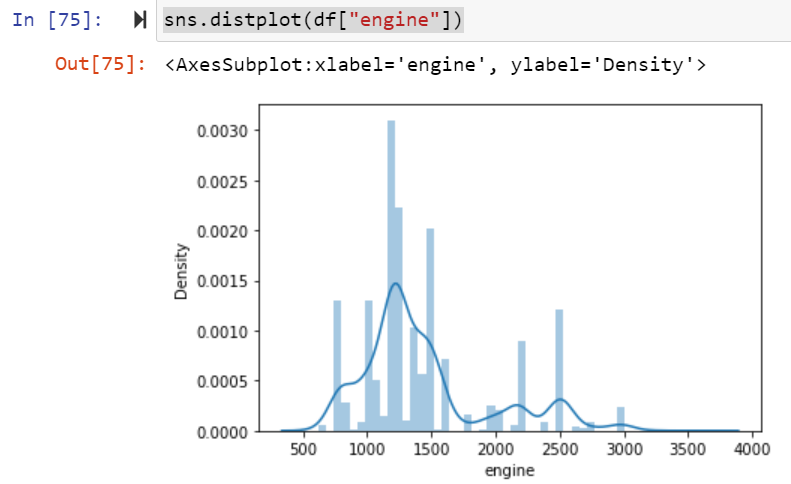 In [75]: sns.distplot(df["engine"])
Out[75]: <AxesSubplot:xlabel='engine', ylabel='Density'>
0.0030
0.0025
0.0020
0.0015
0.0010
0.0005
0.0000
Density
500 1000 1500 2000 2500 3000 3500 4000
engine